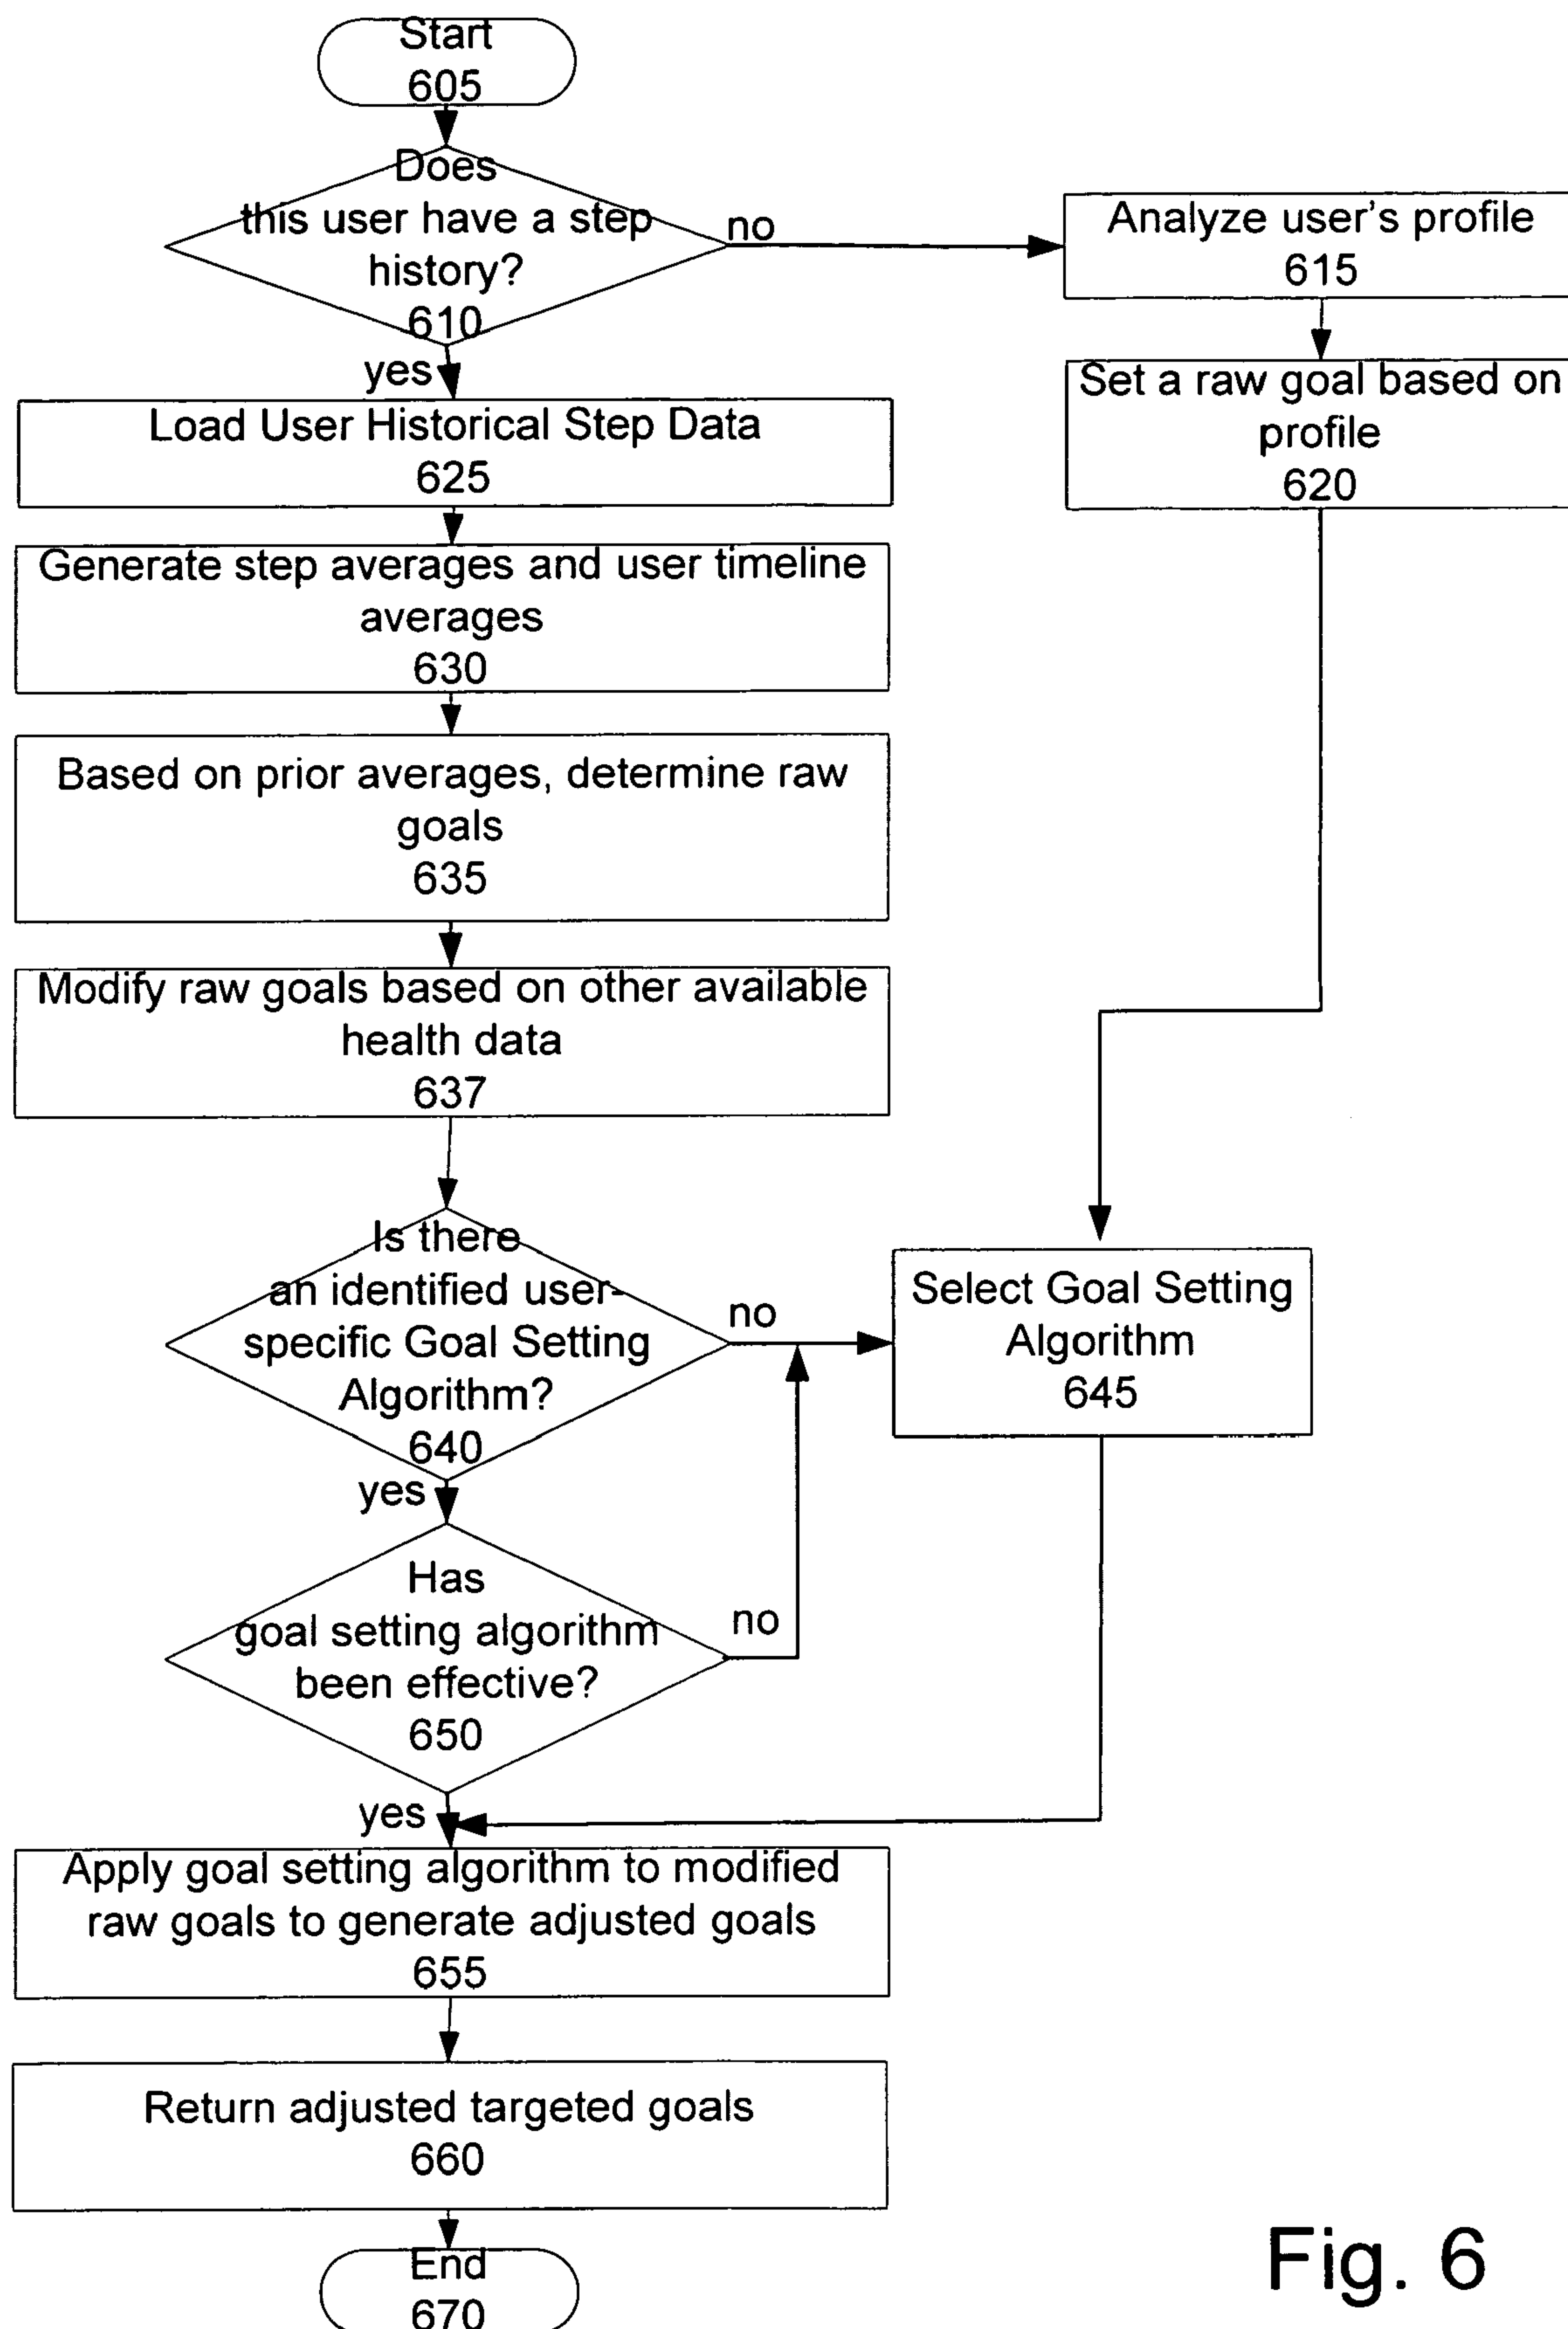 Start
605
Does
this user have a step
history?
610
no
yes
Analyze user's profile
615
Set a raw goal based on
profile
620
Load User Historical Step Data
625
Generate step averages and user timeline
averages
630
Based on prior averages, determine raw
goals
635
Modify raw goals based on other available
health data
637
Is there
an identified user-
specific Goal Setting
Algorithm?
640
no
yes
Select Goal Setting
Algorithm
645
Has
goal setting algorithm
been effective?
650
no
yes
Apply goal setting algorithm to modified
raw goals to generate adjusted goals
655
Return adjusted targeted goals
660
End
670
Fig. 6